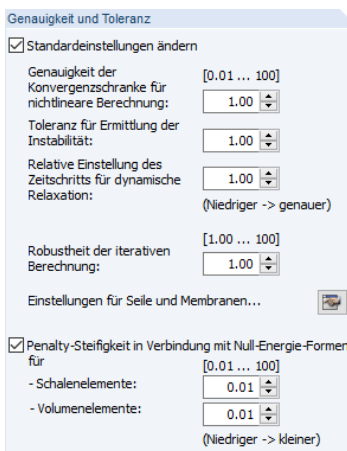 Genauigkeit und Toleranz
Standardeinstellungen ändern
Genauigkeit der [0.01 ... 100]
Konvergenzschranke für
nichtlineare Berechnung: 1.00
Toleranz für Ermittlung der
Instabilität: 1.00
Relative Einstellung des
Zeitschritts für dynamische 1.00
Relaxation:
(Niedriger -> genauer)
[1.00 ... 100]
Robustheit der iterativen
Berechnung: 1.00
Einstellungen für Seile und Membranen...
Penalty-Steifigkeit in Verbindung mit Null-Energie-Formen
für [0.01 ... 100]
- Schalenelemente: 0.01
- Volumenelemente: 0.01
(Niedriger -> kleiner)